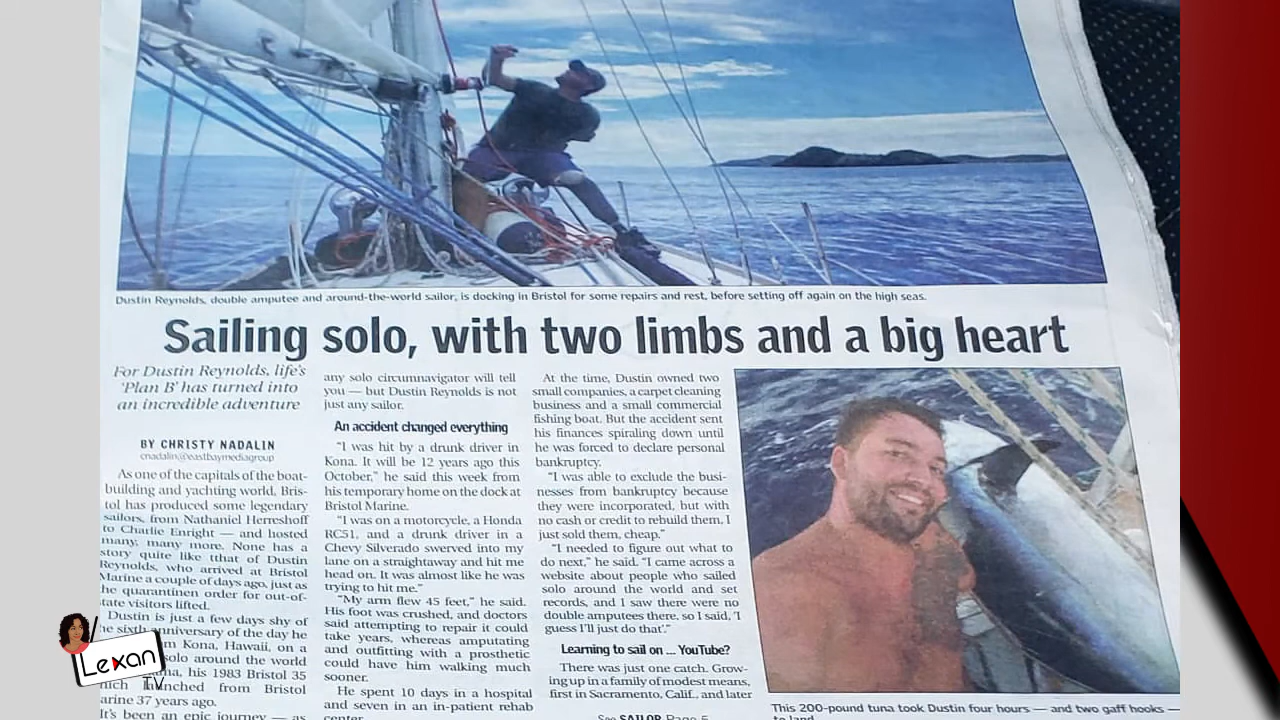 Dustin Reynolds, double amputee and around-the-world sailor, is docking in Bristol for some repairs and rest, before setting off again on the high seas.
Sailing solo, with two limbs and a big heart
For Dustin Reynolds, life's
'Plan B' has turned into
an incredible adventure
BY CHRISTY NADALIN
cnadalin@eastbaymediagroup
As one of the capitals of the boat-
building and yachting world, Bris-
tol has produced some legendary
sailors, from Nathaniel Herreshoff
to Charlie Enright — and hosted
many, many more. None has a
story quite like tthat of Dustin
Reynolds, who arrived at Bristol
Marine a couple of days ago, just as
he quarantinen order for out-of-
tate visitors lifted.
Dustin is just a few days shy of
he sixth anniversary of the day he
m Kona, Hawaii, on a
solo around the world
na, his 1983 Bristol 35
hich launched from Bristol
arine 37 years ago.
It's been an epic journey — as
any solo circumnavigator will tell
you — but Dustin Reynolds is not
just any sailor.
An accident changed everything
"I was hit by a drunk driver in
Kona. It will be 12 years ago this
October," he said this week from
his temporary home on the dock at
Bristol Marine.
"I was on a motorcycle, a Honda
RC51, and a drunk driver in a
Chevy Silverado swerved into my
lane on a straightaway and hit me
head on. It was almost like he was
trying to hit me."
"My arm flew 45 feet," he said.
His foot was crushed, and doctors
said attempting to repair it could
take years, whereas amputating
and outfitting with a prosthetic
could have him walking much
sooner.
He spent 10 days in a hospital
and seven in an in-patient rehab
center.
At the time, Dustin owned two
small companies, a carpet cleaning
business and a small commercial
fishing boat. But the accident sent
his finances spiraling down until
he was forced to declare personal
bankruptcy.
"I was able to exclude the busi-
nesses from bankruptcy because
they were incorporated, but with
no cash or credit to rebuild them, I
just sold them, cheap."
"I needed to figure out what to
do next," he said. "I came across a
website about people who sailed
solo around the world and set
records, and I saw there were no
double amputees there, so I said, 'I
guess I'll just do that'."
Learning to sail on ... YouTube?
There was just one catch. Grow-
ing up in a family of modest means,
first in Sacramento, Calif., and later
See SAILOR Page 5
This 200-pound tuna took Dustin four hours — and two gaff hooks —
to land.
Lexan
TV